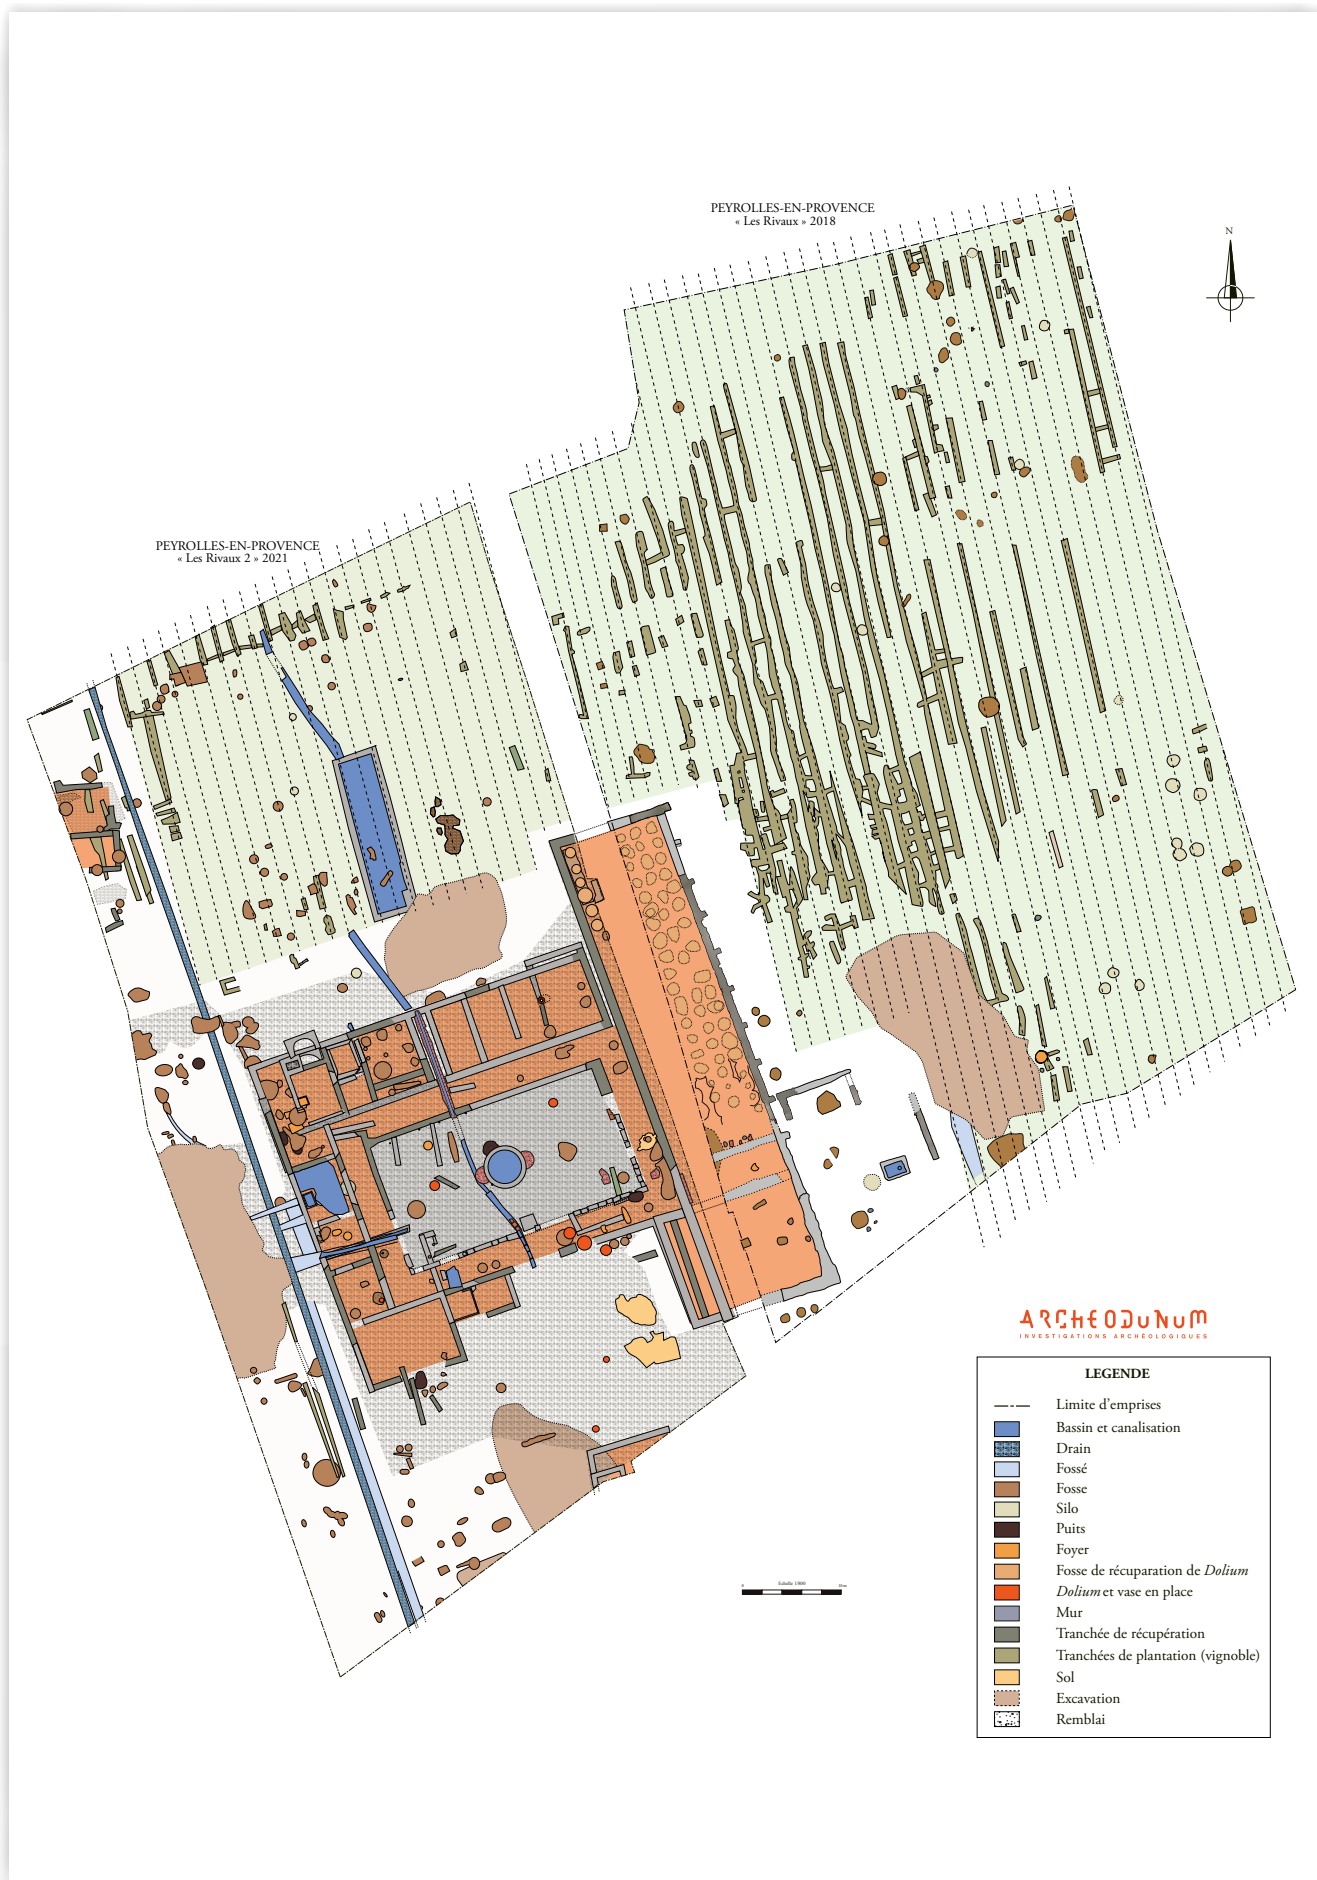 PEYROLLES-EN-PROVENCE
« Les Rivaux » 2018
N
PEYROLLES-EN-PROVENCE
« Les Rivaux 2 » 2021
ARCHEODUNUM
INVESTIGATIONS ARCHÉOLOGIQUES
LEGENDE
Limite d'emprises
Bassin et canalisation
Drain
Fossé
Fosse
Silo
Puits
Foyer
Fosse de récuparation de Dolium
Dolium et vase en place
Mur
Tranchée de récupération
Tranchées de plantation (vignoble)
Sol
Excavation
Remblai
0